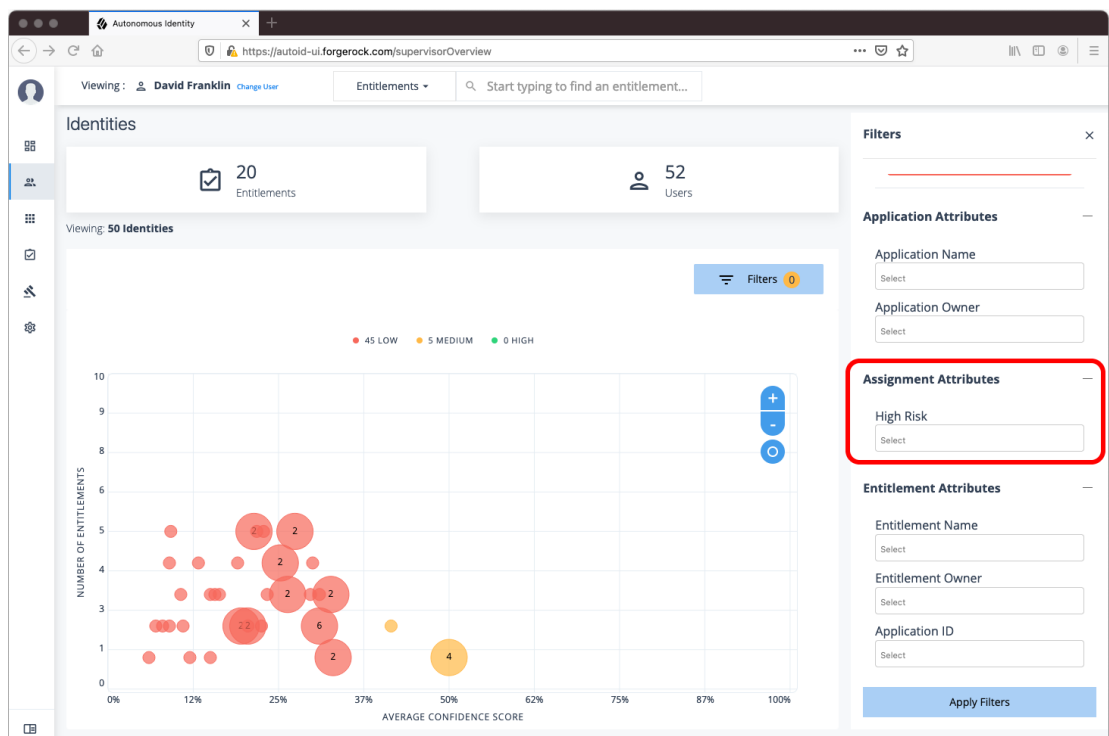 Autonomous Identity
https://autoid-ui.forgerock.com/supervisorOverview
Viewing : David Franklin Change User
Entitlements
Start typing to find an entitlement...
Identities
20
Entitlements
52
Users
Viewing: 50 Identities
Filters 0
45 LOW 5 MEDIUM 0 HIGH
NUMBER OF ENTITLEMENTS
10
9
8
6
5
4
3
1
0
+
-
2 2
2
2 2
2 2 6
2 4
0% 12% 25% 37% 50% 62% 75% 87% 100%
AVERAGE CONFIDENCE SCORE
Filters
Application Attributes
Application Name
Select
Application Owner
Select
Assignment Attributes
High Risk
Select
Entitlement Attributes
Entitlement Name
Select
Entitlement Owner
Select
Application ID
Select
Apply Filters